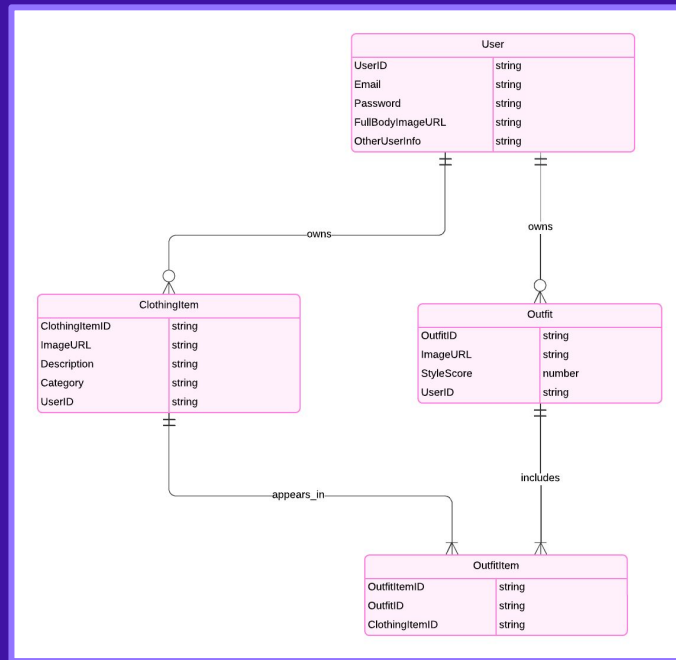 User
UserID string
Email string
Password string
FullBodyImageURL string
OtherUserInfo string
owns
owns
ClothingItem
ClothingItemID string
ImageURL string
Description string
Category string
UserID string
Outfit
OutfitID string
ImageURL string
StyleScore number
UserID string
appears_in
includes
OutfitItem
OutfitItemID string
OutfitID string
ClothingItemID string